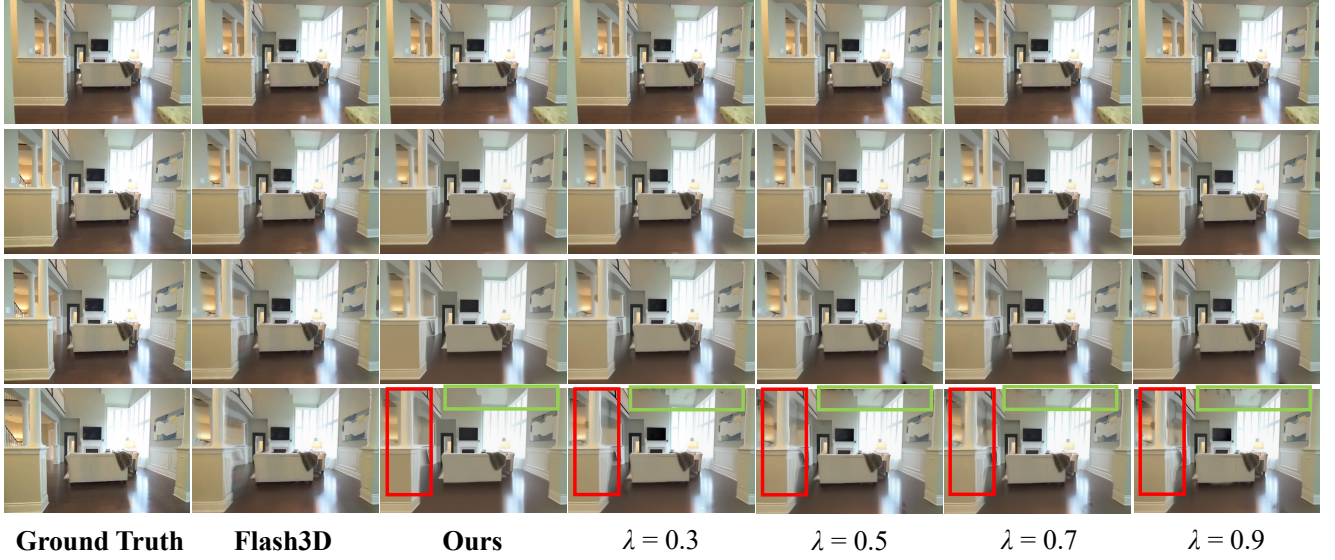 Ground Truth Flash3D Ours λ = 0.3 λ = 0.5 λ = 0.7 λ = 0.9